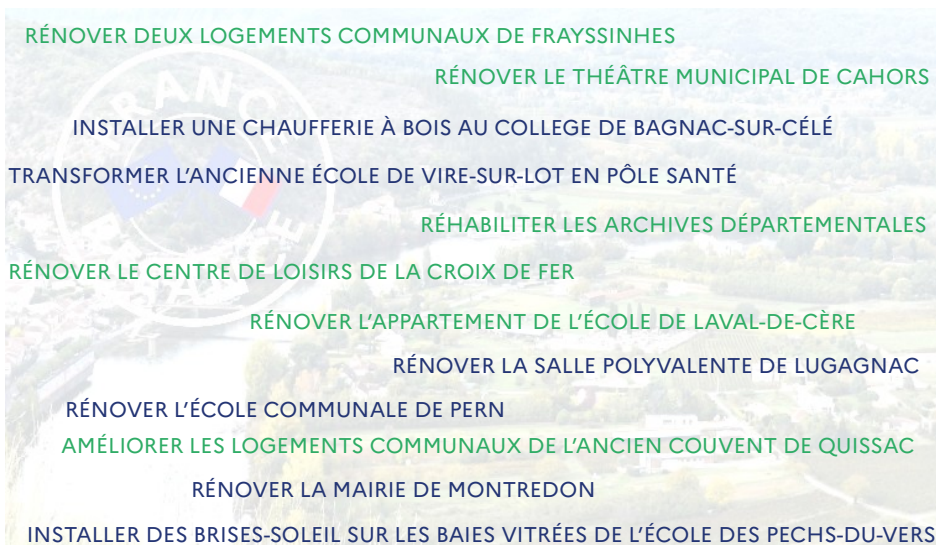 RÉNOVER DEUX LOGEMENTS COMMUNAUX DE FRAYSSINHES
RÉNOVER LE THÉÂTRE MUNICIPAL DE CAHORS
INSTALLER UNE CHAUFFERIE À BOIS AU COLLEGE DE BAGNAC-SUR-CÉLÉ
TRANSFORMER L'ANCIENNE ÉCOLE DE VIRE-SUR-LOT EN PÔLE SANTÉ
RÉHABILITER LES ARCHIVES DÉPARTEMENTALES
RÉNOVER LE CENTRE DE LOISIRS DE LA CROIX DE FER
RÉNOVER L'APPARTEMENT DE L'ÉCOLE DE LAVAL-DE-CÈRE
RÉNOVER LA SALLE POLYVALENTE DE LUGAGNAC
RÉNOVER L'ÉCOLE COMMUNALE DE PERN
AMÉLIORER LES LOGEMENTS COMMUNAUX DE L'ANCIEN COUVENT DE QUISSAC
RÉNOVER LA MAIRIE DE MONTREDON
INSTALLER DES BRISES-SOLEIL SUR LES BAIES VITRÉES DE L'ÉCOLE DES PECHS-DU-VERS